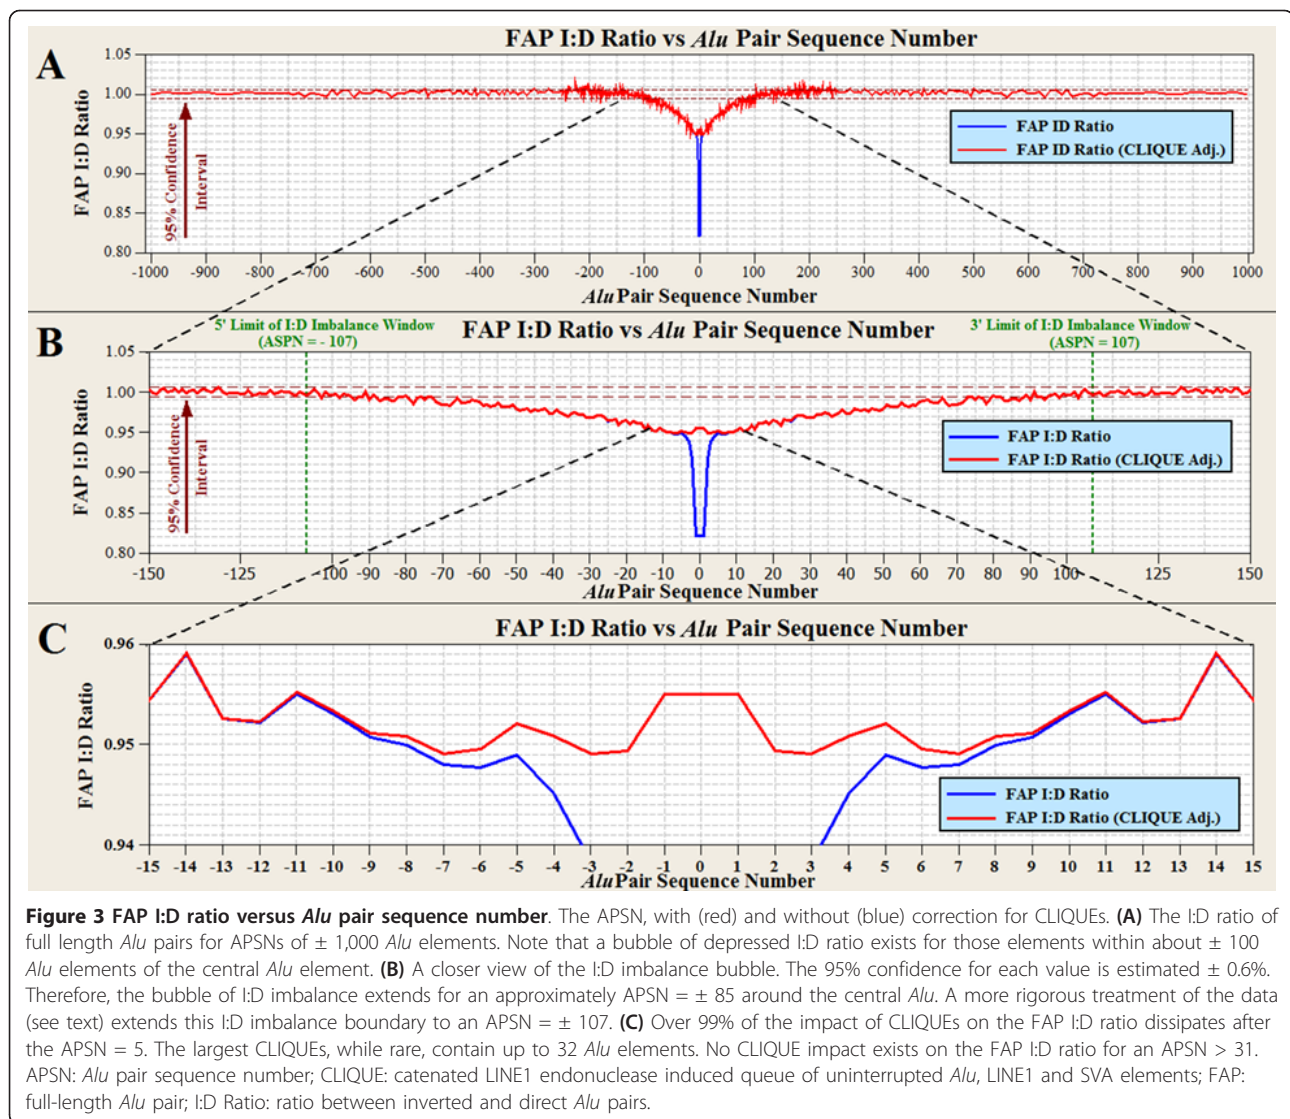 FAP I:D Ratio vs Alu Pair Sequence Number
A
1.05
1.00
0.95
0.90
0.85
0.80
FAP I:D Ratio
95% Confidence
Interval
FAP ID Ratio
FAP ID Ratio (CLIQUE Adj.)
-1000 -900 -800 -700 -600 -500 -400 -300 -200 -100 0 100 200 300 400 500 600 700 800 900 1000
Alu Pair Sequence Number
5' Limit of I:D Imbalance Window
(ASPN = - 107)
FAP I:D Ratio vs Alu Pair Sequence Number
3' Limit of I:D Imbalance Window
(ASPN = 107)
B
1.05
1.00
0.95
0.90
0.85
0.80
FAP I:D Ratio
95% Confidence
Interval
FAP I:D Ratio
FAP I:D Ratio (CLIQUE Adj.)
-150 -125 -100 -90 -80 -70 -60 -50 -40 -30 -20 -10 0 10 20 30 40 50 60 70 80 90 100 125 150
Alu Pair Sequence Number
C
FAP I:D Ratio vs Alu Pair Sequence Number
0.96
0.95
0.94
FAP I:D Ratio
FAP I:D Ratio
FAP I:D Ratio (CLIQUE Adj.)
-15 -14 -13 -12 -11 -10 -9 -8 -7 -6 -5 -4 -3 -2 -1 0 1 2 3 4 5 6 7 8 9 10 11 12 13 14 15
Alu Pair Sequence Number
Figure 3 FAP I:D ratio versus Alu pair sequence number. The APSN, with (red) and without (blue) correction for CLIQUEs. (A) The I:D ratio of
full length Alu pairs for APSNs of ± 1,000 Alu elements. Note that a bubble of depressed I:D ratio exists for those elements within about ± 100
Alu elements of the central Alu element. (B) A closer view of the I:D imbalance bubble. The 95% confidence for each value is estimated ± 0.6%.
Therefore, the bubble of I:D imbalance extends for an approximately APSN = ± 85 around the central Alu. A more rigorous treatment of the data
(see text) extends this I:D imbalance boundary to an APSN = ± 107. (C) Over 99% of the impact of CLIQUEs on the FAP I:D ratio dissipates after
the APSN = 5. The largest CLIQUEs, while rare, contain up to 32 Alu elements. No CLIQUE impact exists on the FAP I:D ratio for an APSN > 31.
APSN: Alu pair sequence number; CLIQUE: catenated LINE1 endonuclease induced queue of uninterrupted Alu, LINE1 and SVA elements; FAP:
full-length Alu pair; I:D Ratio: ratio between inverted and direct Alu pairs.